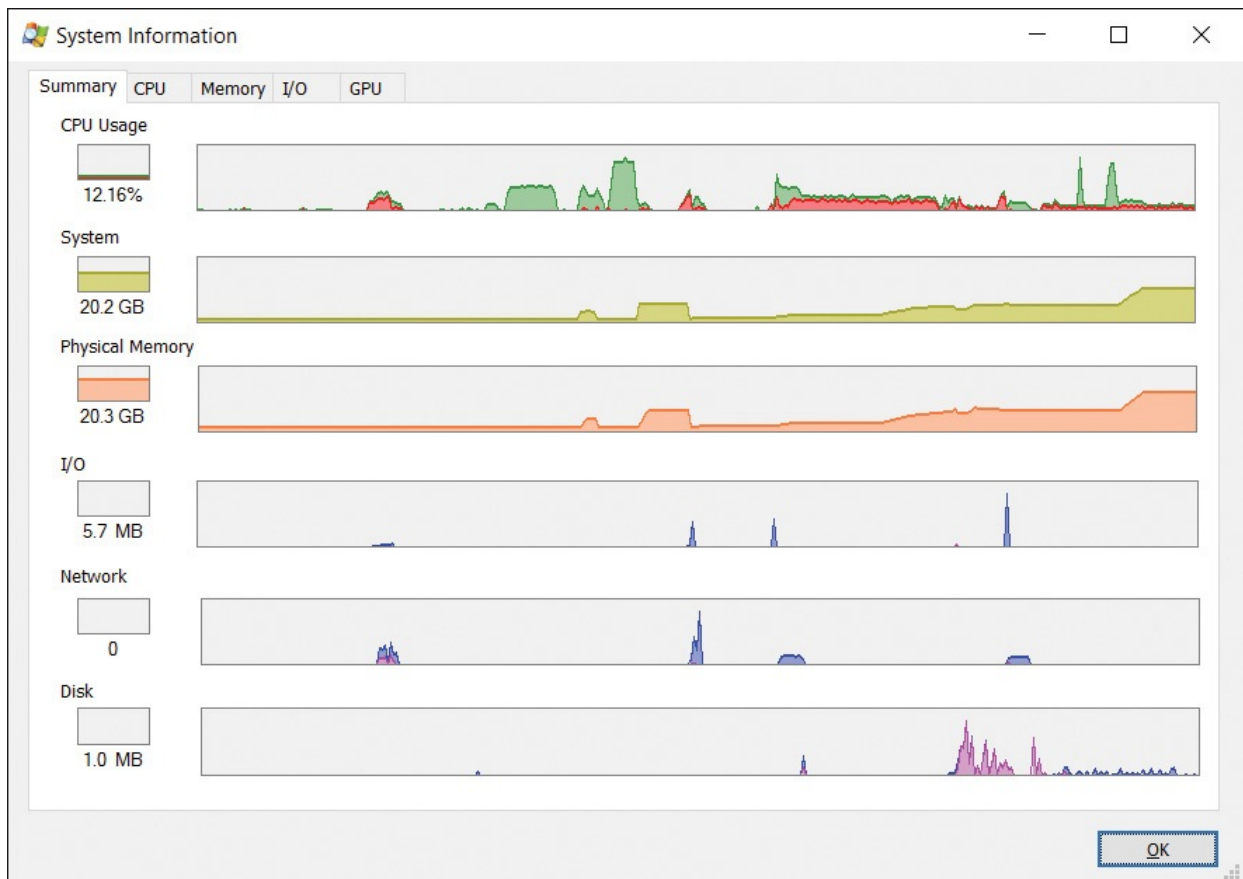 System Information
Summary CPU Memory I/O GPU
CPU Usage
12.16%
System
20.2 GB
Physical Memory
20.3 GB
I/O
5.7 MB
Network
0
Disk
1.0 MB
OK